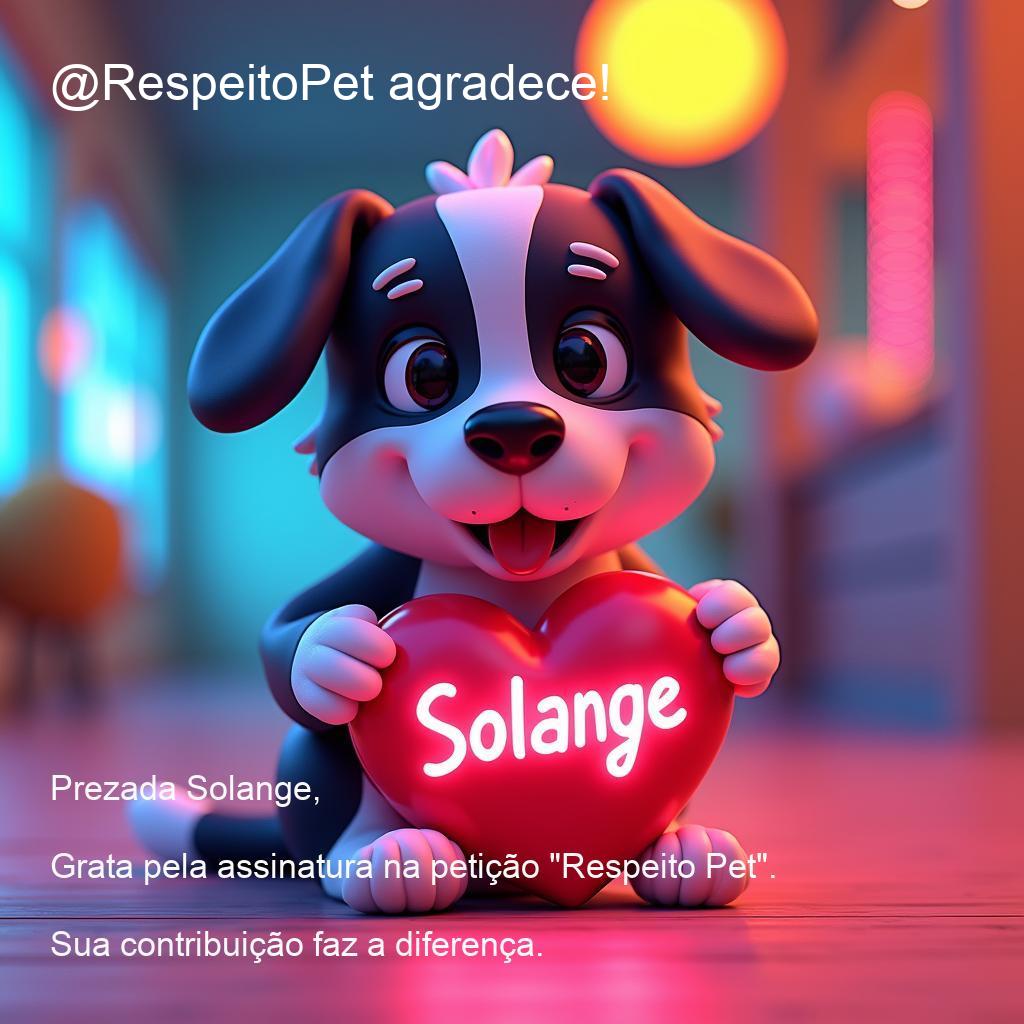 @RespeitoPet agradece!
Solange
Prezada Solange,
Grata pela assinatura na petição "Respeito Pet".
Sua contribuição faz a diferença.